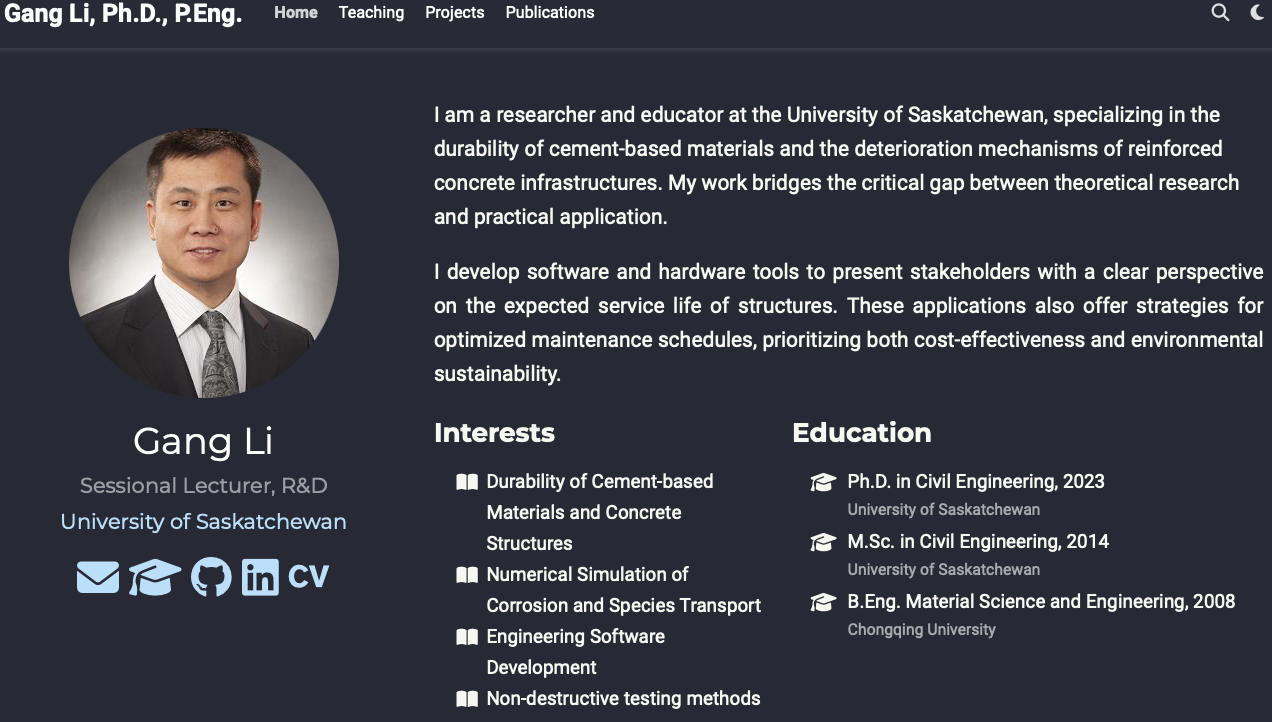 Gang Li, Ph.D., P.Eng.
Home
Teaching
Projects
Publications
Gang Li
Sessional Lecturer, R&D
University of Saskatchewan
CV
I am a researcher and educator at the University of Saskatchewan, specializing in the
durability of cement-based materials and the deterioration mechanisms of reinforced
concrete infrastructures. My work bridges the critical gap between theoretical research
and practical application.
I develop software and hardware tools to present stakeholders with a clear perspective
on the expected service life of structures. These applications also offer strategies for
optimized maintenance schedules, prioritizing both cost-effectiveness and environmental
sustainability.
Interests
Durability of Cement-based
Materials and Concrete
Structures
Numerical Simulation of
Corrosion and Species Transport
Engineering Software
Development
Non-destructive testing methods
Education
Ph.D. in Civil Engineering, 2023
University of Saskatchewan
M.Sc. in Civil Engineering, 2014
University of Saskatchewan
B.Eng. Material Science and Engineering, 2008
Chongqing University